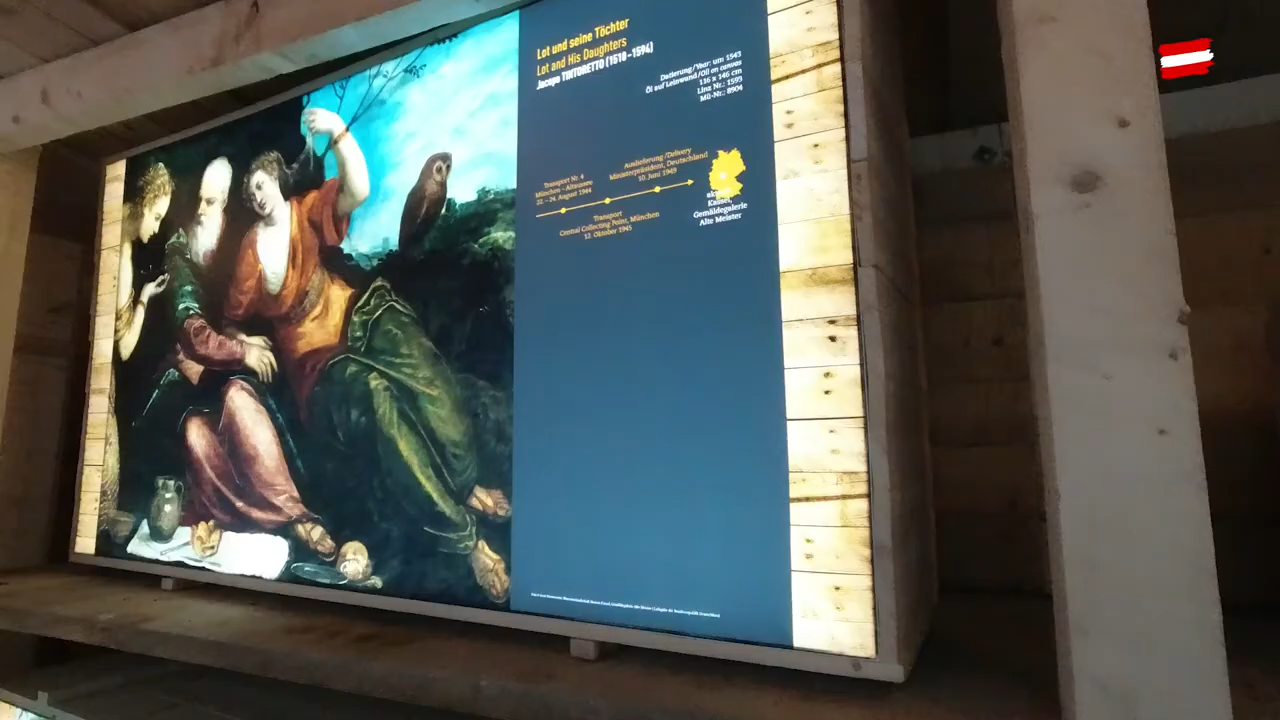 Lot und seine Töchter
Lot and His Daughters
Jacopo TINTORETTO (1518–1594)
Datierung/Year: um 1543
Öl auf Leinwand/Oil on canvas
116 x 146 cm
Linz Nr.: 1593
Mü-Nr.: 8904
Transport Nr. 4
München – Altaussee
22. - 24. August 1944
Auslieferung/Delivery
Ministerpräsident, Deutschland
10. Juni 1949
Transport
Central Collecting Point, München
12. Oktober 1945
Kassel,
Gemäldegalerie
Alte Meister